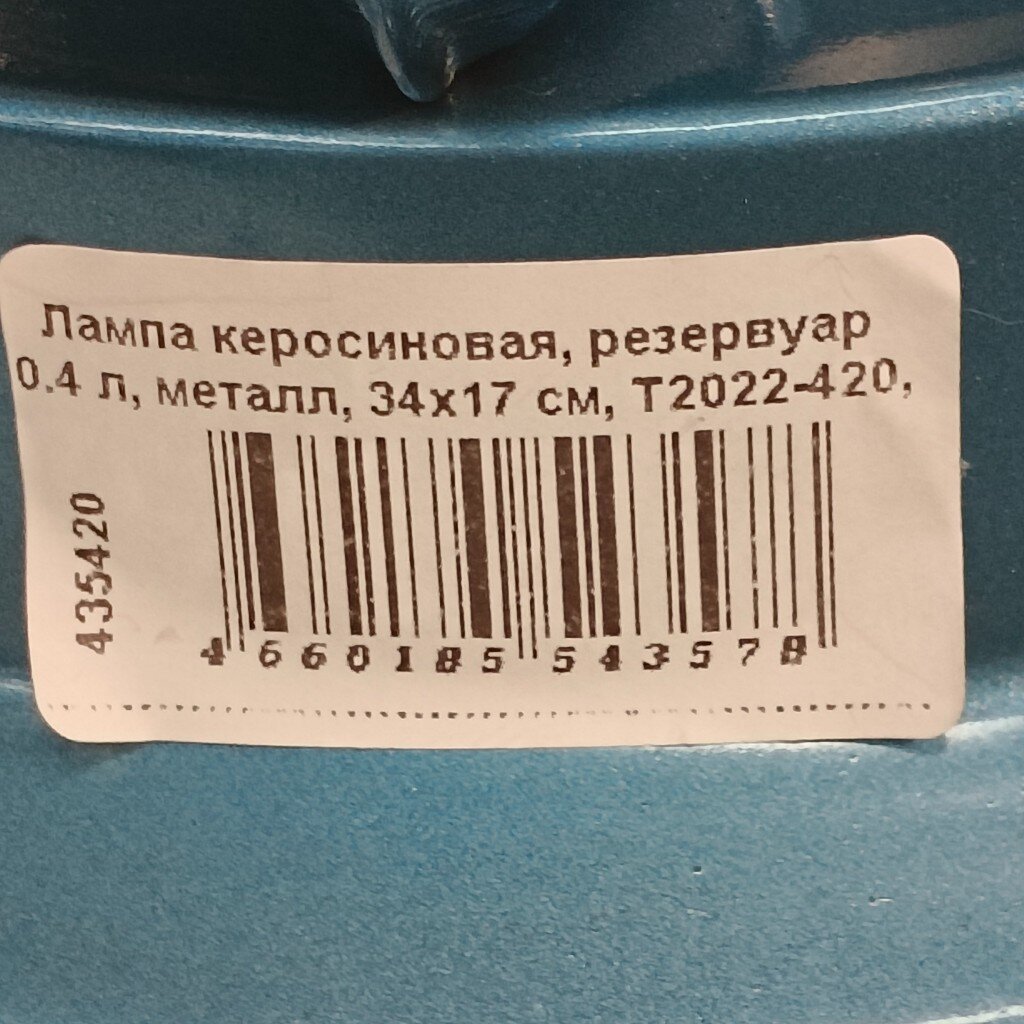 Лампа керосиновая, резервуар
0.4 л, металл, 34х17 см, Т2022-420,
435420
4 660185 543578